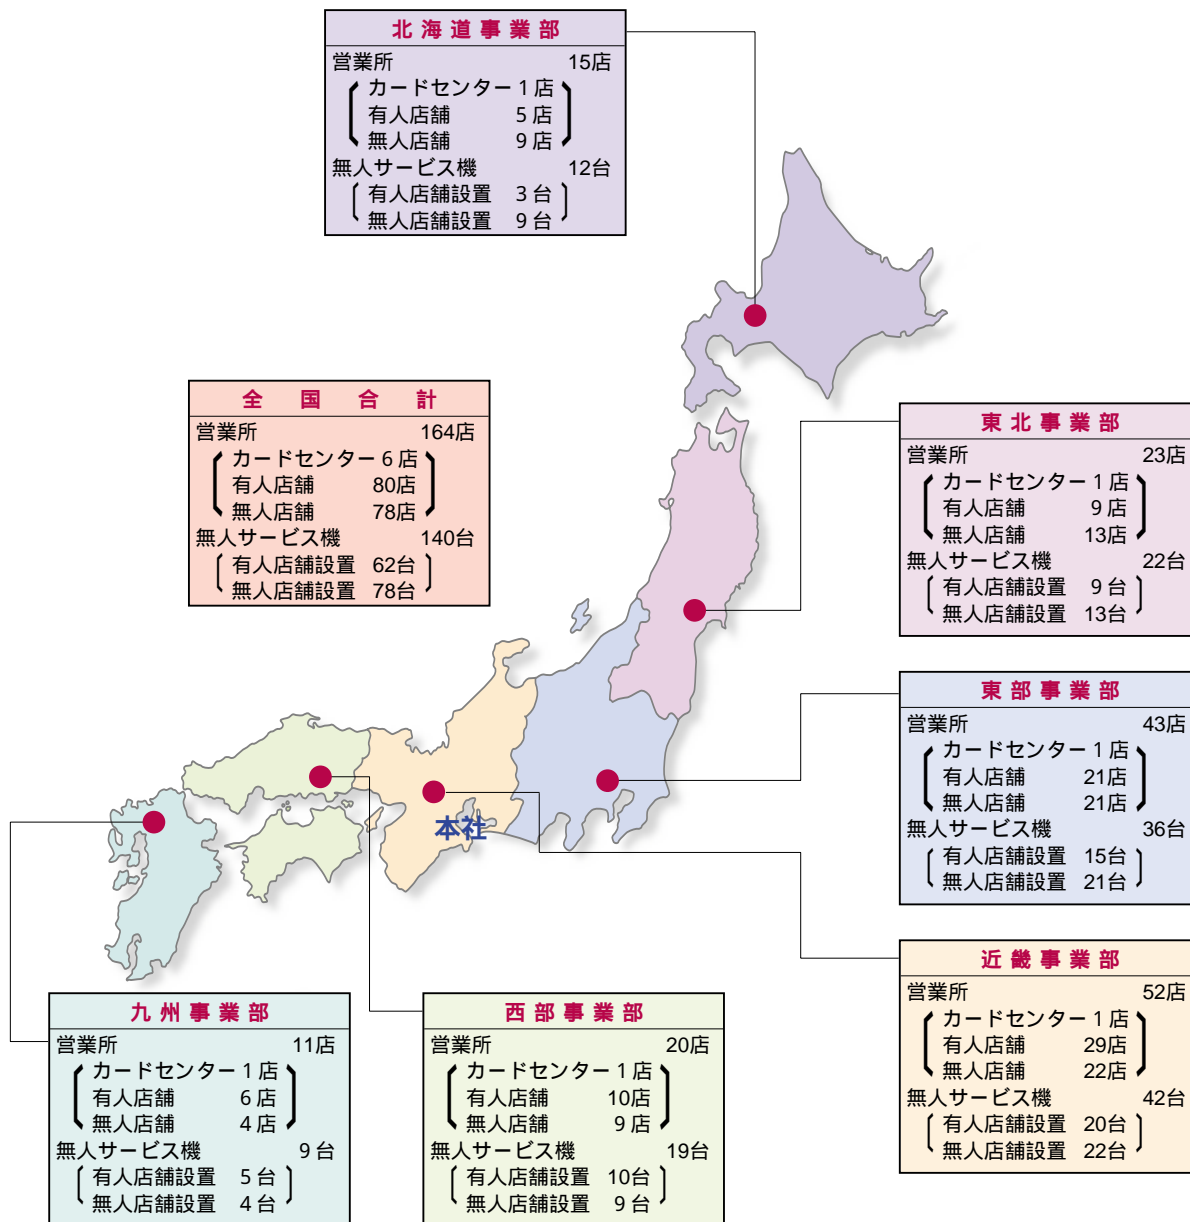 北海道事業部
営業所 15店
カードセンター 1 店
有人店舗 5 店
無人店舗 9 店
無人サービス機 12台
有人店舗設置 3 台
無人店舗設置 9 台
全国合計
営業所 164店
カードセンター 6 店
有人店舗 80店
無人店舗 78店
無人サービス機 140台
有人店舗設置 62台
無人店舗設置 78台
東北事業部
営業所 23店
カードセンター 1 店
有人店舗 9 店
無人店舗 13店
無人サービス機 22台
有人店舗設置 9 台
無人店舗設置 13台
東部事業部
営業所 43店
カードセンター 1 店
有人店舗 21店
無人店舗 21店
無人サービス機 36台
有人店舗設置 15台
無人店舗設置 21台
本社
近畿事業部
営業所 52店
カードセンター 1 店
有人店舗 29店
無人店舗 22店
無人サービス機 42台
有人店舗設置 20台
無人店舗設置 22台
九州事業部
営業所 11店
カードセンター 1 店
有人店舗 6 店
無人店舗 4 店
無人サービス機 9 台
有人店舗設置 5 台
無人店舗設置 4 台
西部事業部
営業所 20店
カードセンター 1 店
有人店舗 10店
無人店舗 9 店
無人サービス機 19台
有人店舗設置 10台
無人店舗設置 9 台